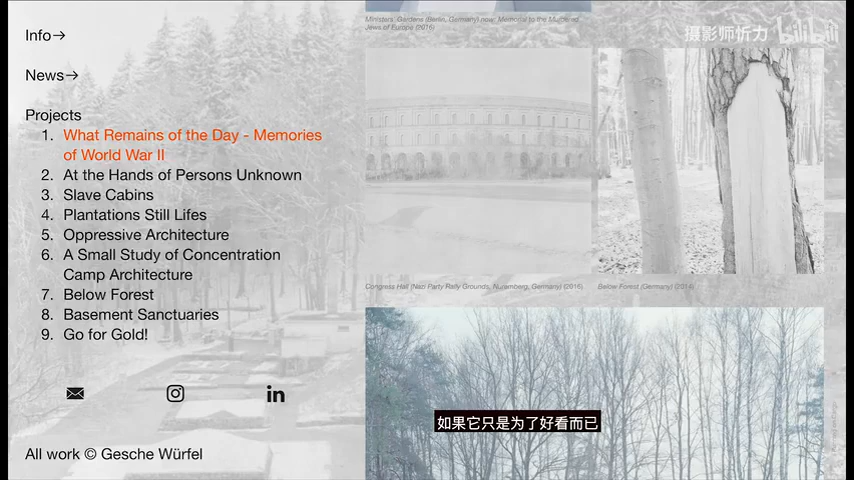 Info→
News→
Projects
1. What Remains of the Day - Memories
of World War II
2. At the Hands of Persons Unknown
3. Slave Cabins
4. Plantations Still Lifes
5. Oppressive Architecture
6. A Small Study of Concentration
Camp Architecture
7. Below Forest
8. Basement Sanctuaries
9. Go for Gold!
in
All work © Gesche Würfel
Ministers' Gardens (Berlin, Germany) now: Memorial to the Murdered
Jews of Europe (2016)
摄影师忻力 bilibili
Congress Hall (Nazi Party Rally Grounds, Nuremberg, Germany) (2016)
Below Forest (Germany) (2014)
如果它只是为了好看而已